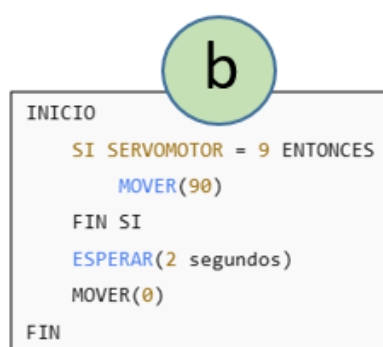 b
INICIO
SI SERVOMOTOR = 9 ENTONCES
MOVER(90)
FIN SI
ESPERAR(2 segundos)
MOVER(0)
FIN